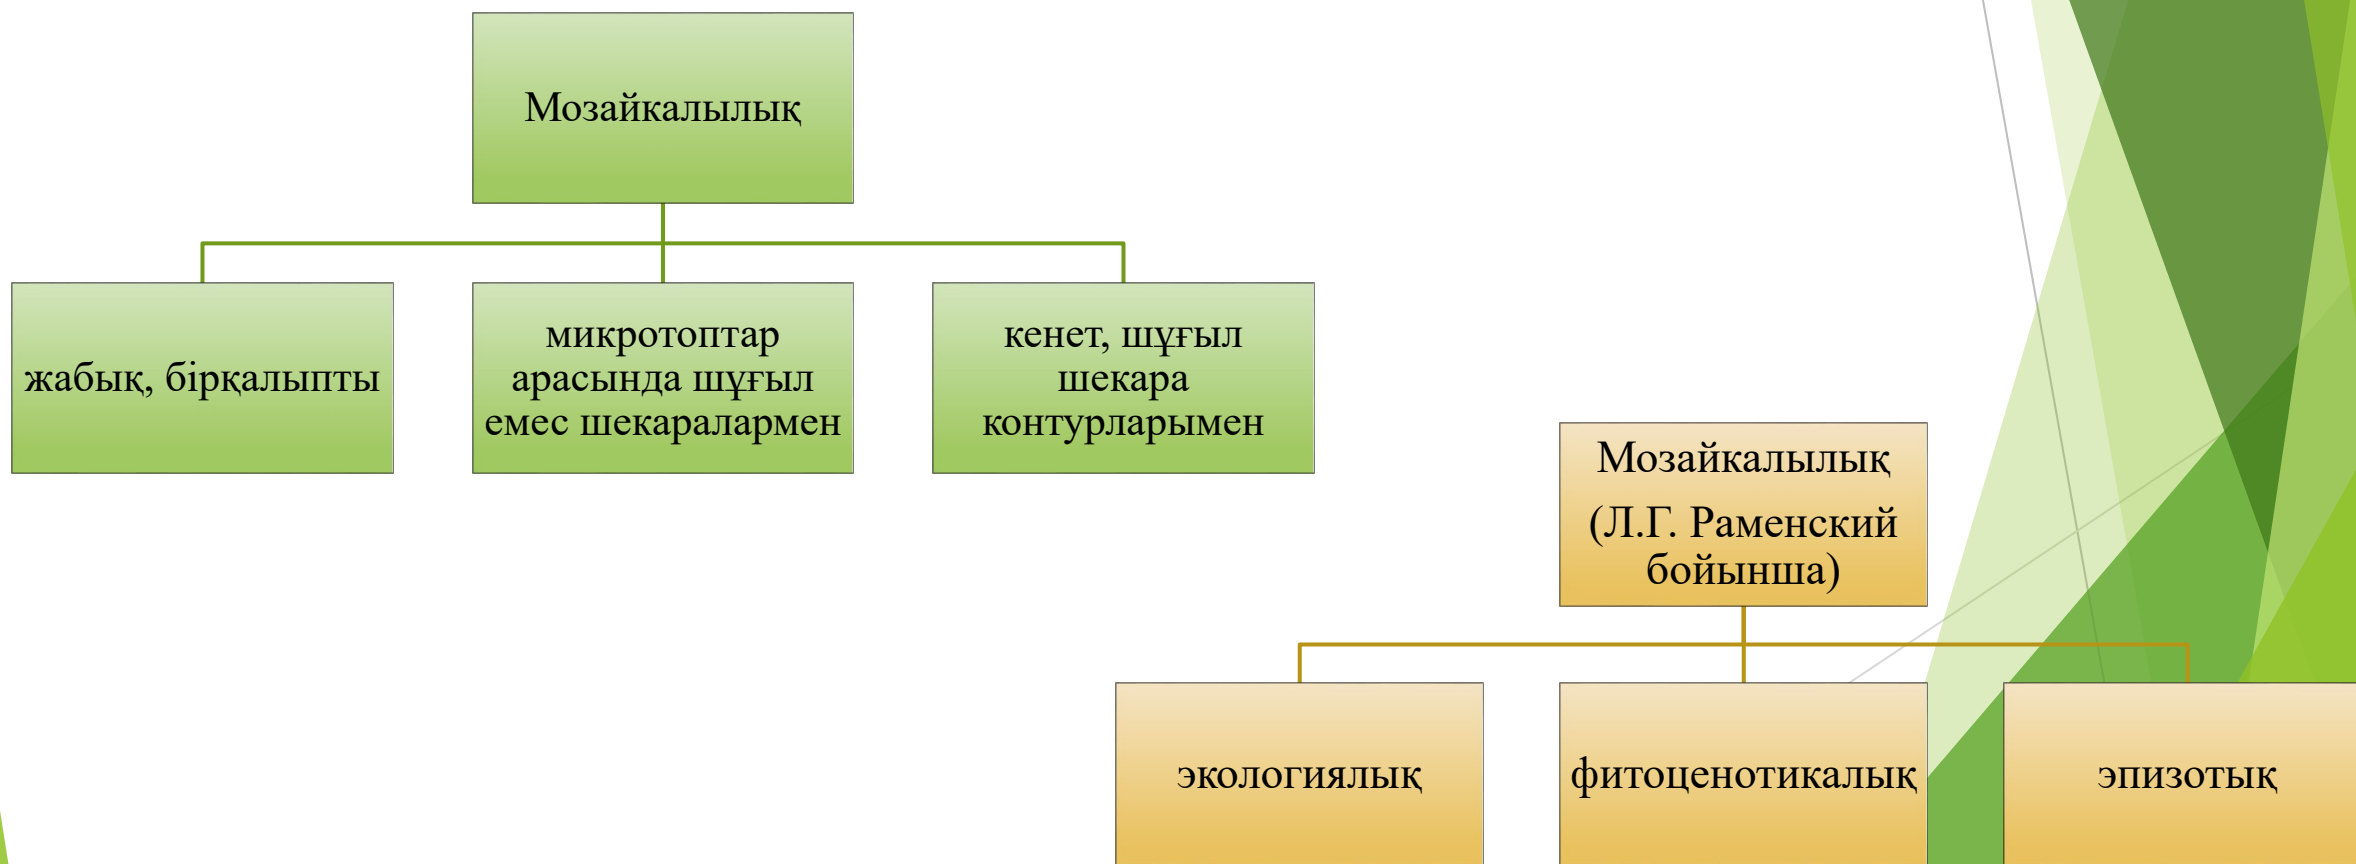 Мозайкалылық
жабық, бірқалыпты
микротоптар
арасында шұғыл
емес шекаралармен
кенет, шұғыл
шекара
контурларымен
Мозайкалылық
(Л.Г. Раменский
бойынша)
экологиялық
фитоценотикалық
эпизотық